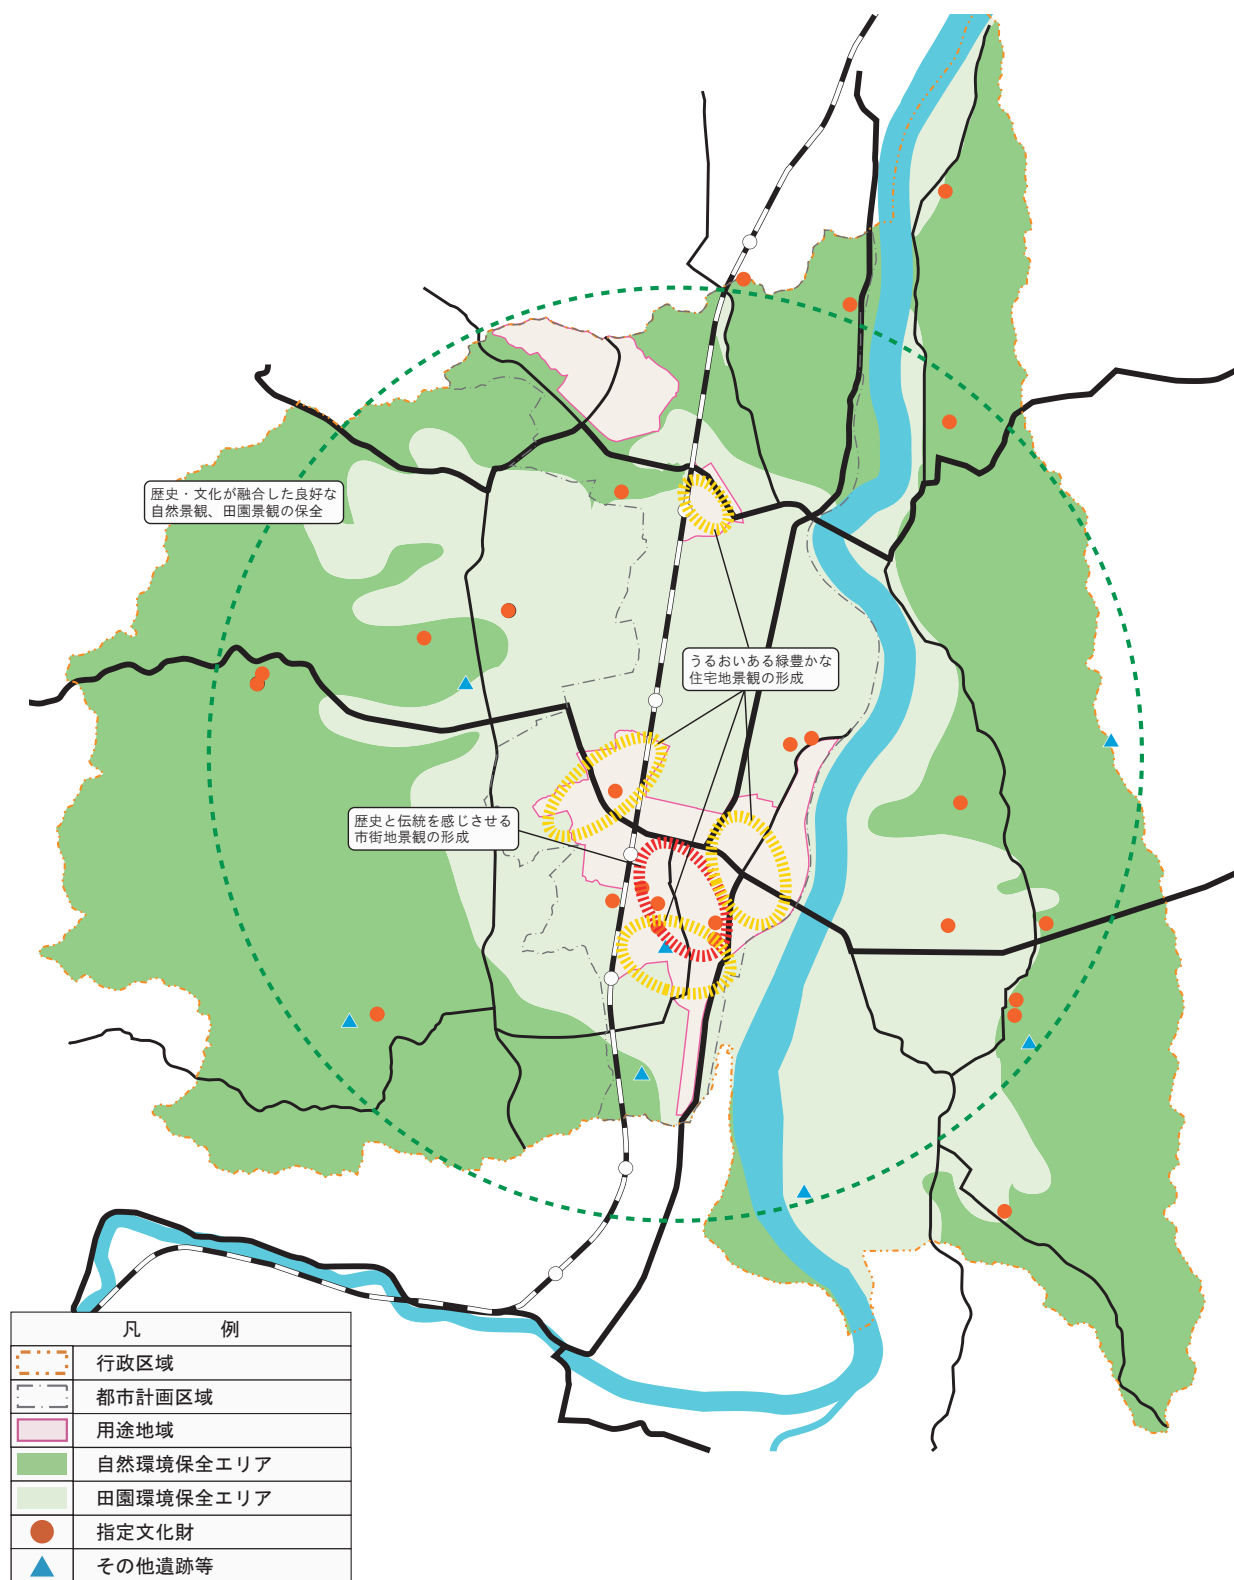 歴史・文化が融合した良好な
自然景観、田園景観の保全
うるおいある緑豊かな
住宅地景観の形成
歴史と伝統を感じさせる
市街地景観の形成
凡 例
行政区域
都市計画区域
用途地域
自然環境保全エリア
田園環境保全エリア
指定文化財
その他遺跡等